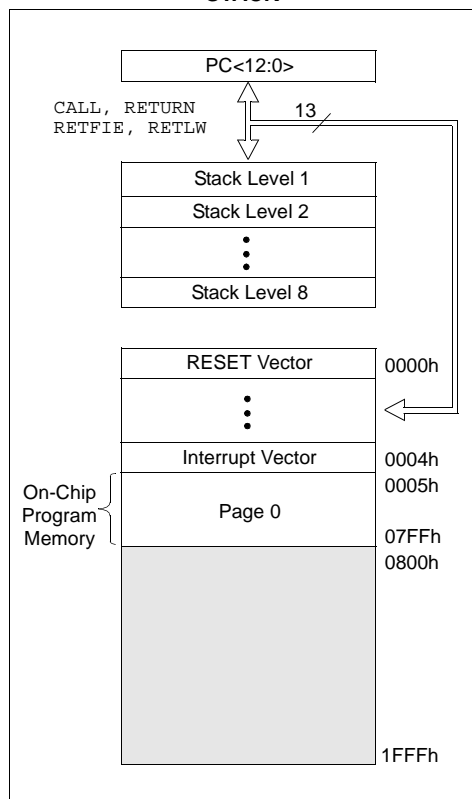 PC<12:0>
CALL, RETURN
RETFIE, RETLW
13
Stack Level 1
Stack Level 2
Stack Level 8
RESET Vector
0000h
Interrupt Vector
0004h
0005h
On-Chip
Program
Memory
Page 0
07FFh
0800h
1FFFh